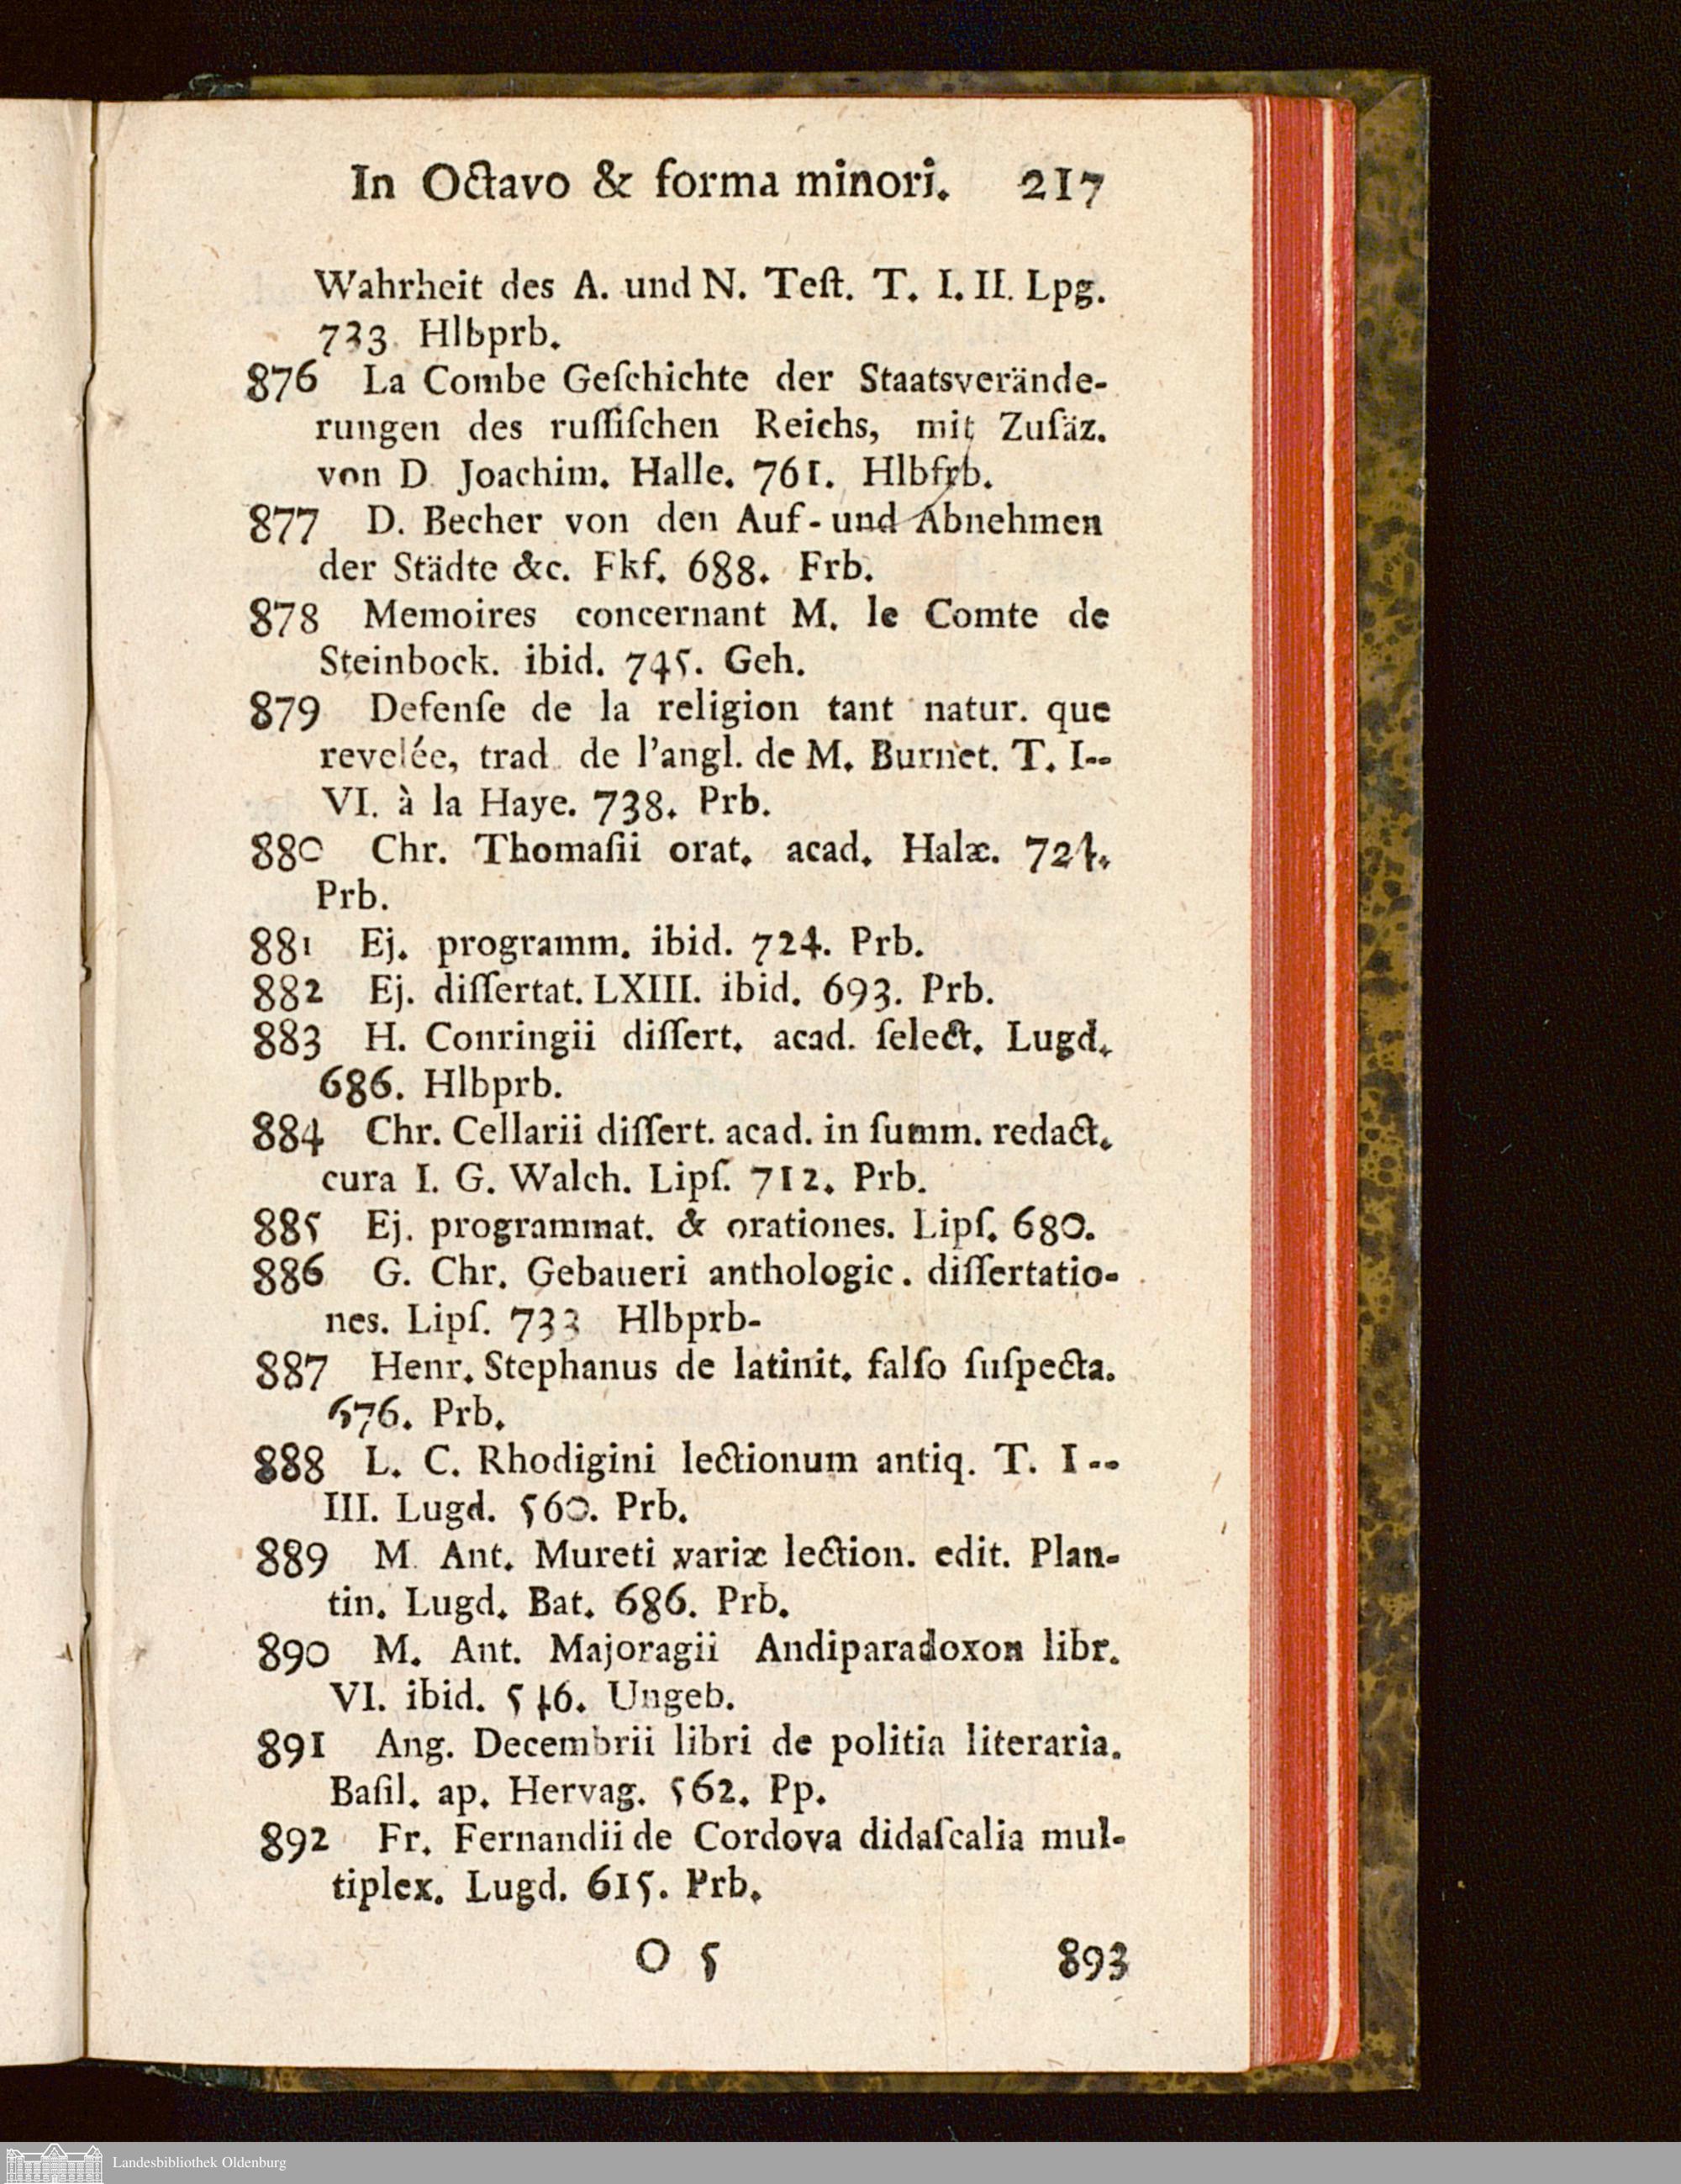 In Octavo & forma minori. 217
Wahrheit des A. und N. Teſt. T. I. II. Lpg.
733. Hlbprb.
876 La Combe Geſchichte der Staatsverände-
rungen des ruſſiſchen Reichs, mit Zuſäz.
von D. Joachim. Halle. 761. Hlbfrb.
877 D. Becher von den Auf- und Abnehmen
der Städte &c. Fkf. 688. Frb.
878 Memoires concernant M. le Comte de
Steinbock. ibid. 745. Geh.
879 Defenſe de la religion tant natur. que
revelée, trad. de l'angl. de M. Burnet. T. I--
VI. à la Haye. 738. Prb.
880 Chr. Thomaſii orat. acad. Halæ. 724.
Prb.
881 Ej. programm. ibid. 724. Prb.
882 Ej. diſſertat. LXIII. ibid. 693. Prb.
883 H. Conringii diſſert. acad. ſelect. Lugd.
686. Hlbprb.
884 Chr. Cellarii diſſert. acad. in ſumm. redact.
cura I. G. Walch. Lipſ. 712. Prb.
885 Ej. programmat. & orationes. Lipſ. 680.
886 G. Chr. Gebaueri anthologic. diſſertatio-
nes. Lipſ. 733 Hlbprb-
887 Henr. Stephanus de latinit. falſo ſuſpecta.
676. Prb.
888 L. C. Rhodigini lectionum antiq. T. I--
III. Lugd. 560. Prb.
889 M. Ant. Mureti variæ lection. edit. Plan-
tin. Lugd. Bat. 686. Prb.
890 M. Ant. Majoragii Andiparadoxon libr.
VI. ibid. 546. Ungeb.
891 Ang. Decembrii libri de politia literaria.
Baſil. ap. Hervag. 562. Pp.
892 Fr. Fernandii de Cordova didaſcalia mul-
tiplex. Lugd. 615. Prb.
O 5 893
Landesbibliothek Oldenburg